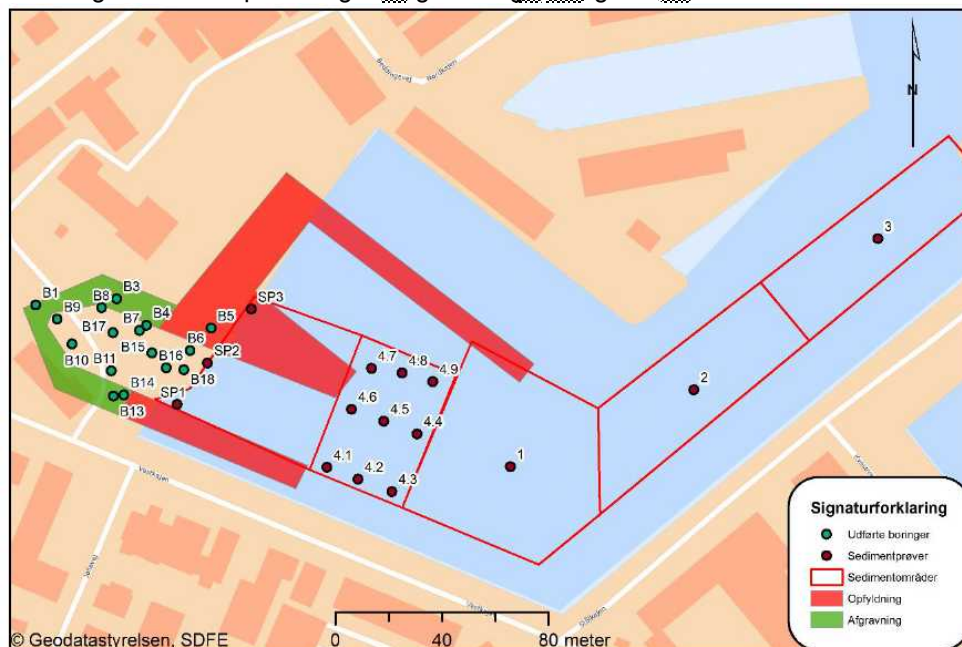 N
3
2
1
B1
B3
B8
B9
B4
B7
B17
B5
SP3
B6
B15
B16
SP2
B10
B11
B18
B14
SP1
B13
4.7
4.8
4.9
4.6
4.5
4.4
4.1
4.2
4.3
Vestkajen
Vestkajen
Signaturforklaring
Udførte boringer
Sedimentprøver
Sedimentområder
Opfyldning
Afgravning
© Geodatastyrelsen, SDFE
0 40 80 meter